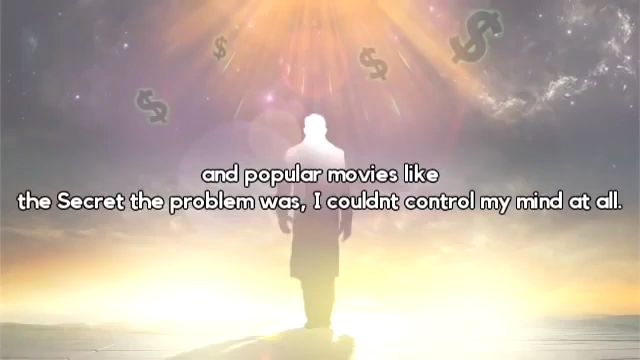 and popular movies like
the Secret the problem was, I couldnt control my mind at all.